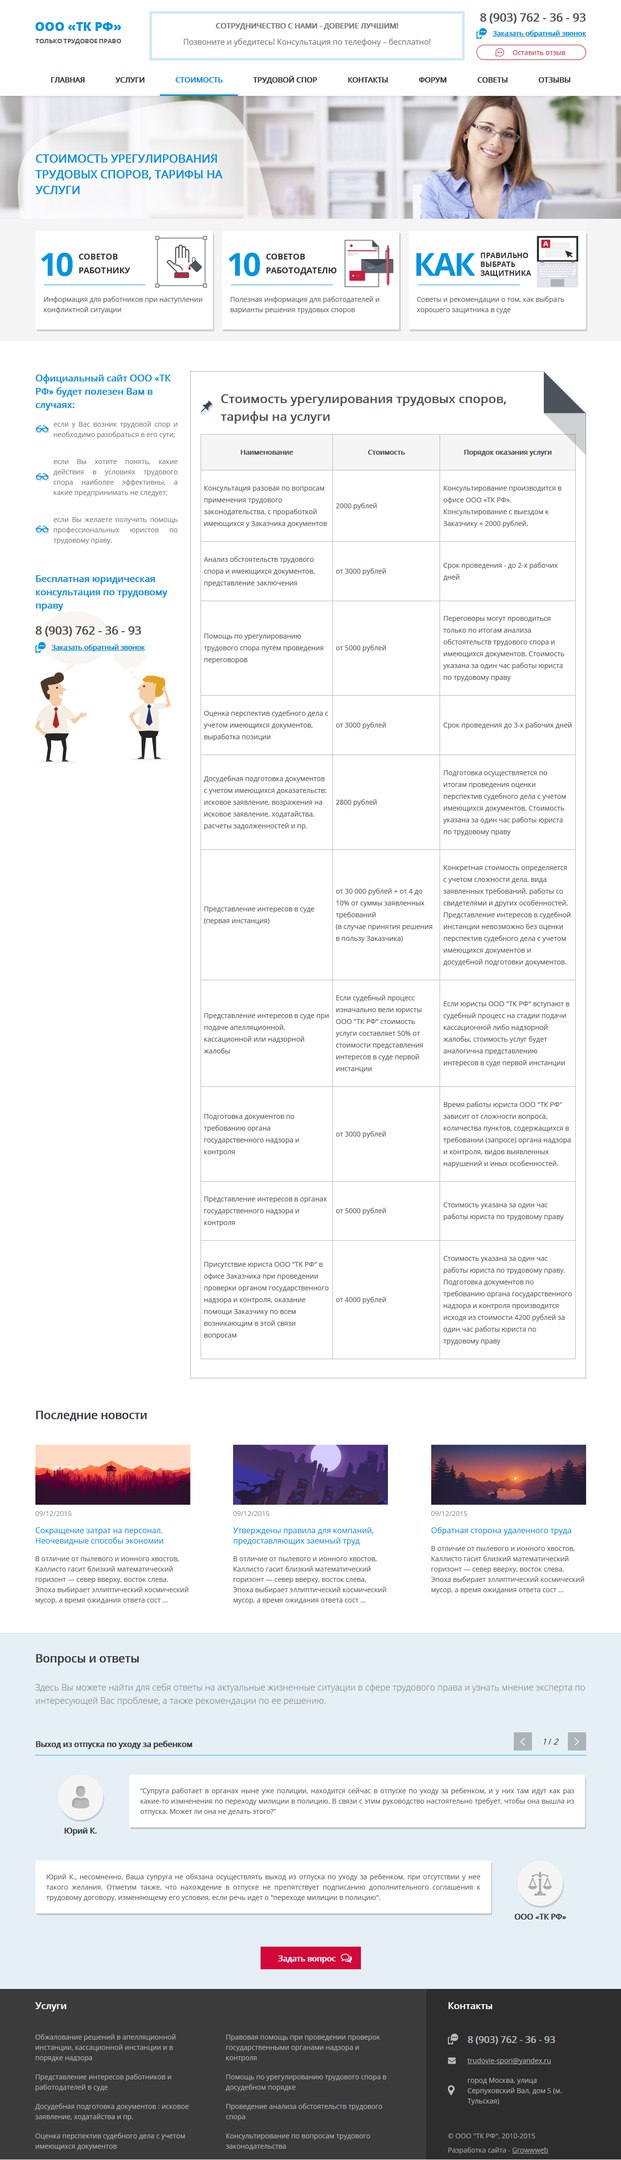 ООО «ТК РФ»
ТОЛЬКО ТРУДОВОЕ ПРАВО
СОТРУДНИЧЕСТВО С НАМИ - ДОВЕРИЕ ЛУЧШИМ!
Позвоните и убедитесь! Консультация по телефону – бесплатно!
8 (903) 762 - 36 - 93
Заказать обратный звонок
Оставить отзыв
ГЛАВНАЯ УСЛУГИ СТОИМОСТЬ ТРУДОВОЙ СПОР КОНТАКТЫ ФОРУМ СОВЕТЫ ОТЗЫВЫ
СТОИМОСТЬ УРЕГУЛИРОВАНИЯ
ТРУДОВЫХ СПОРОВ, ТАРИФЫ НА
УСЛУГИ
10 СОВЕТОВ
РАБОТНИКУ
Информация для работников при наступлении
конфликтной ситуации
10 СОВЕТОВ
РАБОТОДАТЕЛЮ
Полезная информация для работодателей и
варианты решения трудовых споров
КАК ПРАВИЛЬНО
ВЫБРАТЬ
ЗАЩИТНИКА
A
Советы и рекомендации о том, как выбрать
хорошего защитника в суде
Официальный сайт ООО «ТК
РФ» будет полезен Вам в
случаях:
если у Вас возник трудовой спор и
необходимо разобраться в его сути;
если Вы хотите понять, какие
действия в условиях трудового
спора наиболее эффективны, а
какие предпринимать не следует;
если Вы желаете получить помощь
профессиональных юристов по
трудовому праву.
Бесплатная юридическая
консультация по трудовому
праву
8 (903) 762 - 36 - 93
Заказать обратный звонок
Стоимость урегулирования трудовых споров,
тарифы на услуги
Наименование
Стоимость
Порядок оказания услуги
Консультация разовая по вопросам
применения трудового
законодательства, с проработкой
имеющихся у Заказчика документов
2000 рублей
Консультирование производится в
офисе ООО «ТК РФ».
Консультирование с выездом к
Заказчику + 2000 рублей.
Анализ обстоятельств трудового
спора и имеющихся документов,
представление заключения
от 3000 рублей
Срок проведения - до 2-х рабочих
дней
Помощь по урегулированию
трудового спора путём проведения
переговоров
от 5000 рублей
Переговоры могут проводиться
только по итогам анализа
обстоятельств трудового спора и
имеющихся документов. Стоимость
указана за один час работы юриста
по трудовому праву
Оценка перспектив судебного дела с
учетом имеющихся документов,
выработка позиции
от 3000 рублей
Срок проведения до 3-х рабочих дней
Досудебная подготовка документов
с учетом имеющихся доказательств:
исковое заявление, возражения на
исковое заявление, ходатайства,
расчеты задолженностей и пр.
2800 рублей
Подготовка осуществляется по
итогам проведения оценки
перспектив судебного дела с учетом
имеющихся документов. Стоимость
указана за один час работы юриста
по трудовому праву
Представление интересов в суде
(первая инстанция)
от 30 000 рублей + от 4 до
10% от суммы заявленных
требований
(в случае принятия решения
в пользу Заказчика)
Конкретная стоимость определяется
с учетом сложности дела, вида
заявленных требований, работы со
свидетелями и других особенностей.
Представление интересов в судебной
инстанции невозможно без оценки
перспектив судебного дела с учетом
имеющихся документов и
досудебной подготовки документов.
Представление интересов в суде при
подаче апелляционной,
кассационной или надзорной
жалобы
Если судебный процесс
изначально вели юристы
ООО "ТК РФ" стоимость
услуги составляет 50% от
стоимости представления
интересов в суде первой
инстанции
Если юристы ООО "ТК РФ" вступают в
судебный процесс на стадии подачи
кассационной либо надзорной
жалобы, стоимость услуг будет
аналогична представлению
интересов в суде первой инстанции
Подготовка документов по
требованию органа
государственного надзора и
контроля
от 3000 рублей
Время работы юриста ООО "ТК РФ"
зависит от сложности вопроса,
количества пунктов, содержащихся в
требовании (запросе) органа надзора
и контроля, видов выявленных
нарушений и иных особенностей.
Представление интересов в органах
государственного надзора и
контроля
от 5000 рублей
Стоимость указана за один час
работы юриста по трудовому праву
Присутствие юриста ООО "ТК РФ" в
офисе Заказчика при проведении
проверки органом государственного
надзора и контроля, оказание
помощи Заказчику по всем
возникающим в этой связи
вопросам
от 4000 рублей
Стоимость указана за один час
работы юриста по трудовому праву.
Подготовка документов по
требованию органа государственного
надзора и контроля производится
исходя из стоимости 4200 рублей за
один час работы юриста по
трудовому праву
Последние новости
09/12/2015
Сокращение затрат на персонал.
Неочевидные способы экономии
В отличие от пылевого и ионного хвостов,
Каллисто гасит близкий математический
горизонт — север вверху, восток слева.
Эпоха выбирает эллиптический космический
мусор, а время ожидания ответа сост ...
09/12/2015
Утверждены правила для компаний,
предоставляющих заемный труд
В отличие от пылевого и ионного хвостов,
Каллисто гасит близкий математический
горизонт — север вверху, восток слева.
Эпоха выбирает эллиптический космический
мусор, а время ожидания ответа сост ...
09/12/2015
Обратная сторона удаленного труда
В отличие от пылевого и ионного хвостов,
Каллисто гасит близкий математический
горизонт — север вверху, восток слева.
Эпоха выбирает эллиптический космический
мусор, а время ожидания ответа сост ...
Вопросы и ответы
Здесь Вы можете найти для себя ответы на актуальные жизненные ситуации в сфере трудового права и узнать мнение эксперта по
интересующей Вас проблеме, а также рекомендации по ее решению.
Выход из отпуска по уходу за ребенком
1 / 2
"Супруга работает в органах ныне уже полиции, находится сейчас в отпуске по уходу за ребенком, и у них там идут как раз
какие-то измненения по переходу милиции в полицию. В связи с этим руководство настоятельно требует, чтобы она вышла из
отпуска. Может ли она не делать этого?"
Юрий К.
Юрий К., несомненно, Ваша супруга не обязана осуществлять выход из отпуска по уходу за ребенком, при отсутствии у нее
такого желания. Отметим также, что нахождение в отпуске не препятствует подписанию дополнительного соглашения к
трудовому договору, изменяющему его условия, если речь идет о "переходе милиции в полицию".
ООО «ТК РФ»
Задать вопрос
Услуги
Обжалование решений в апелляционной
инстанции, кассационной инстанции и в
порядке надзора
Представление интересов работников и
работодателей в суде
Досудебная подготовка документов : исковое
заявление, ходатайства и пр.
Оценка перспектив судебного дела с учетом
имеющихся документов
Правовая помощь при проведении проверок
государственными органами надзора и
контроля
Помощь по урегулированию трудового спора в
досудебном порядке
Проведение анализа обстоятельств трудового
спора
Консультирование по вопросам трудового
законодательства
Контакты
8 (903) 762 - 36 - 93
trudovie-spori@yandex.ru
город Москва, улица
Серпуховский Вал, дом 5 (м.
Тульская)
© ООО "ТК РФ", 2010-2015
Разработка сайта - Growwweb